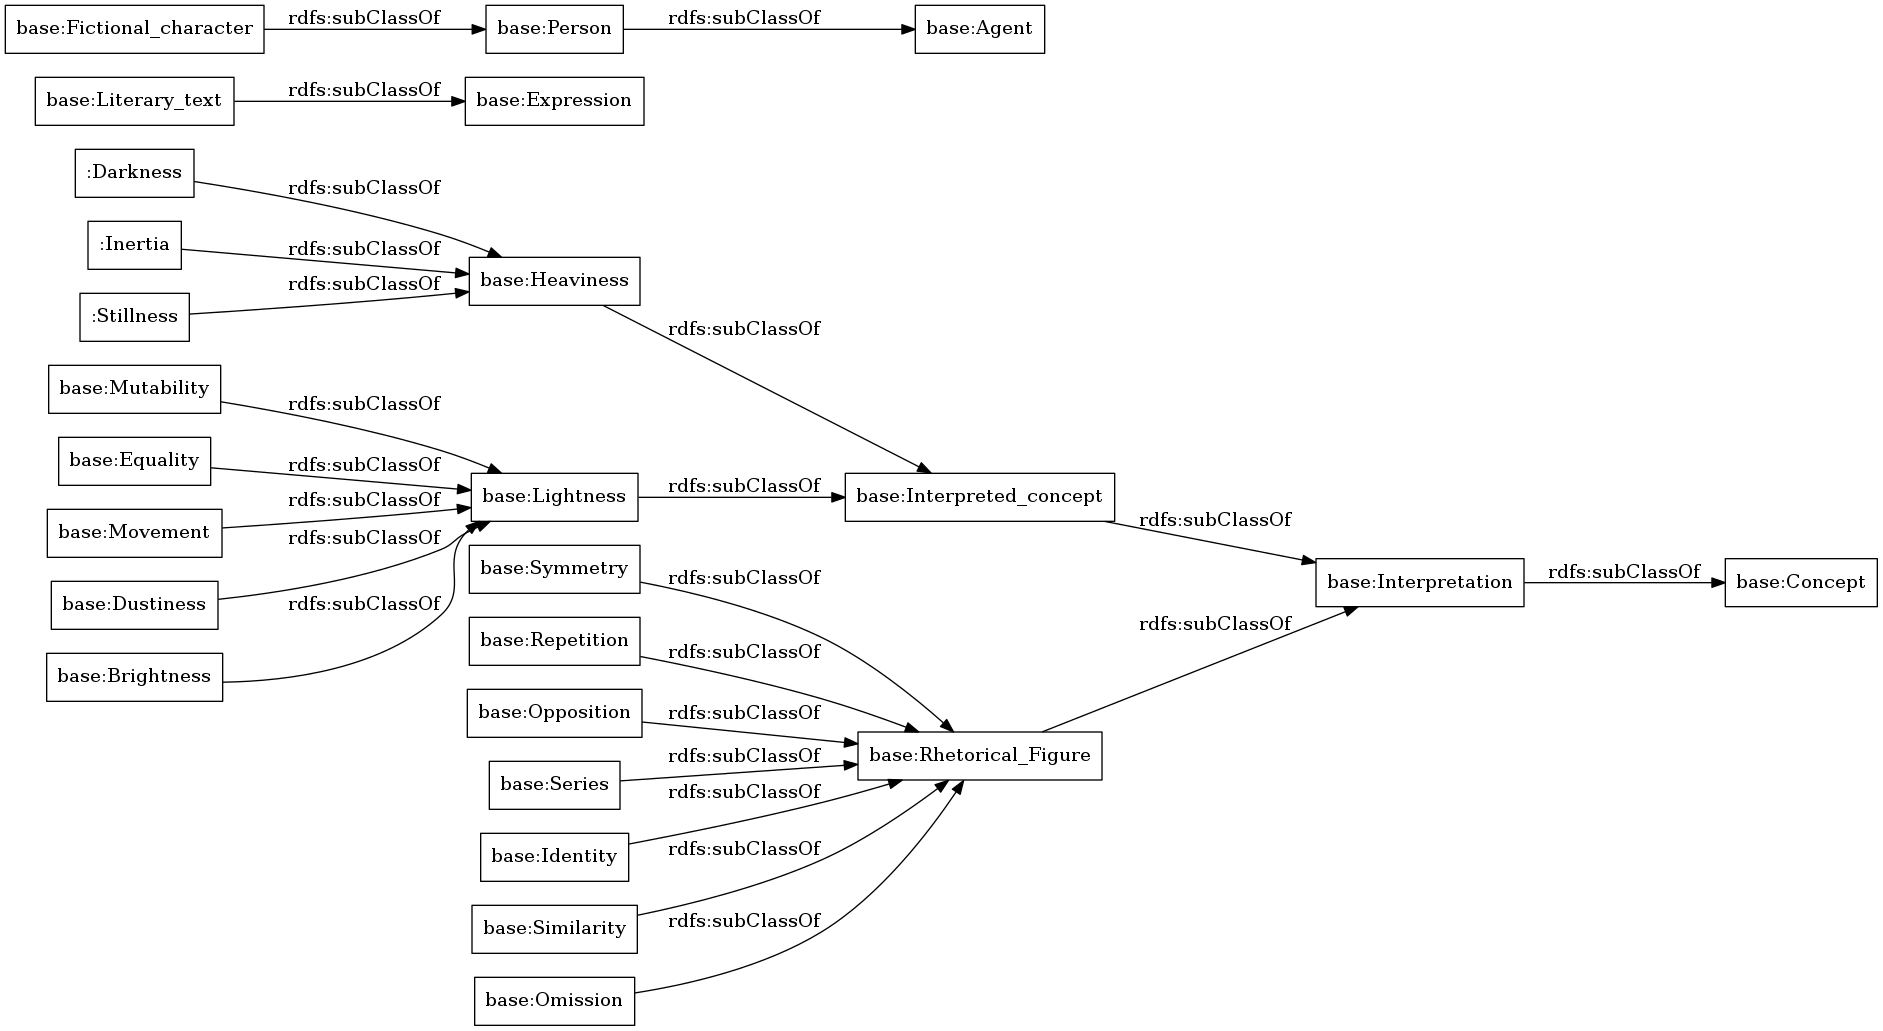 base:Fictional_character rdfs:subClassOf base:Person rdfs:subClassOf base:Agent
base:Literary_text rdfs:subClassOf base:Expression
:Darkness rdfs:subClassOf
:Inertia rdfs:subClassOf
base:Heaviness
:Stillness rdfs:subClassOf
rdfs:subClassOf
base:Mutability rdfs:subClassOf
base:Equality rdfs:subClassOf
base:Lightness rdfs:subClassOf base:Interpreted_concept
base:Movement rdfs:subClassOf
rdfs:subClassOf
rdfs:subClassOf
base:Symmetry rdfs:subClassOf
base:Interpretation rdfs:subClassOf base:Concept
base:Dustiness rdfs:subClassOf
rdfs:subClassOf
base:Repetition rdfs:subClassOf
base:Brightness
base:Opposition rdfs:subClassOf
base:Rhetorical_Figure
base:Series rdfs:subClassOf
rdfs:subClassOf
base:Identity rdfs:subClassOf
base:Similarity rdfs:subClassOf
base:Omission